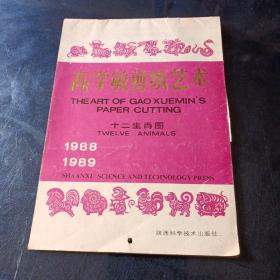 高学敏剪纸艺术
THE ART OF GAO XUEMIN'S
PAPER CUTTING
十二生肖图
TWELVE ANIMALS
1988
1989
SHAANXI SCIENCE AND TECHNOLOGY PRESS
陕西科学技术出版社